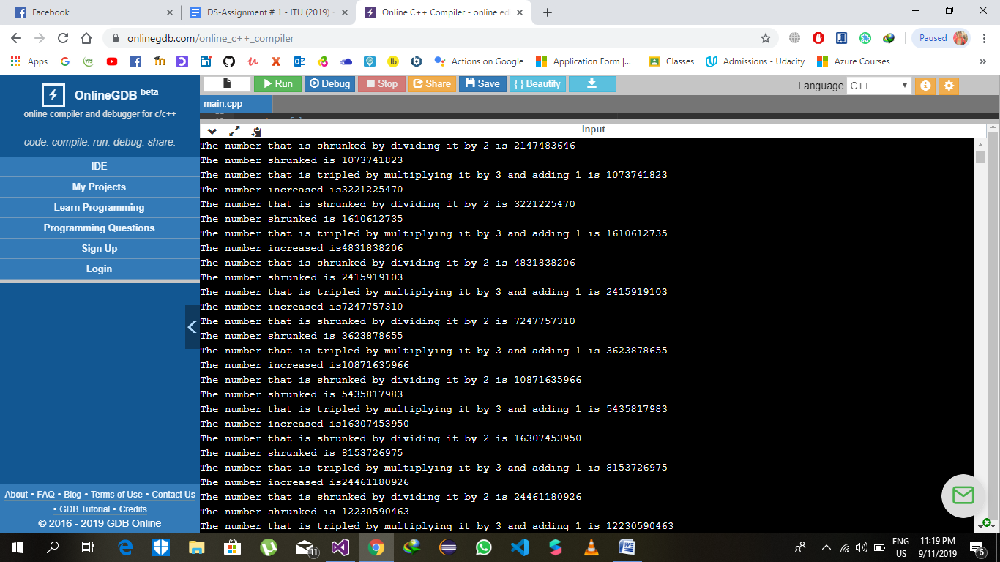 Facebook
DS-Assignment # 1 - ITU (2019) -
Online C++ Compiler - online ed
onlinegdb.com/online_c++_compiler
Paused
Apps
Actions on Google
Application Form |...
Classes
Admissions - Udacity
Azure Courses
»
OnlineGDB beta
online compiler and debugger for c/c++
code. compile. run. debug. share.
IDE
My Projects
Learn Programming
Programming Questions
Sign Up
Login
About • FAQ • Blog • Terms of Use • Contact Us
• GDB Tutorial • Credits
© 2016 - 2019 GDB Online
Run
Debug
Stop
Share
Save
{ } Beautify
Language C++
main.cpp
input
The number that is shrunked by dividing it by 2 is 2147483646
The number shrunked is 1073741823
The number that is tripled by multiplying it by 3 and adding 1 is 1073741823
The number increased is3221225470
The number that is shrunked by dividing it by 2 is 3221225470
The number shrunked is 1610612735
The number that is tripled by multiplying it by 3 and adding 1 is 1610612735
The number increased is4831838206
The number that is shrunked by dividing it by 2 is 4831838206
The number shrunked is 2415919103
The number that is tripled by multiplying it by 3 and adding 1 is 2415919103
The number increased is7247757310
The number that is shrunked by dividing it by 2 is 7247757310
The number shrunked is 3623878655
The number that is tripled by multiplying it by 3 and adding 1 is 3623878655
The number increased is10871635966
The number that is shrunked by dividing it by 2 is 10871635966
The number shrunked is 5435817983
The number that is tripled by multiplying it by 3 and adding 1 is 5435817983
The number increased is16307453950
The number that is shrunked by dividing it by 2 is 16307453950
The number shrunked is 8153726975
The number that is tripled by multiplying it by 3 and adding 1 is 8153726975
The number increased is24461180926
The number that is shrunked by dividing it by 2 is 24461180926
The number shrunked is 12230590463
The number that is tripled by multiplying it by 3 and adding 1 is 12230590463
11
ENG
US
11:19 PM
9/11/2019
6